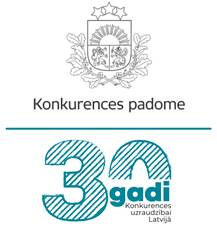 Konkurences padome
30
gadi
Konkurences
uzraudzībai
Latvijā